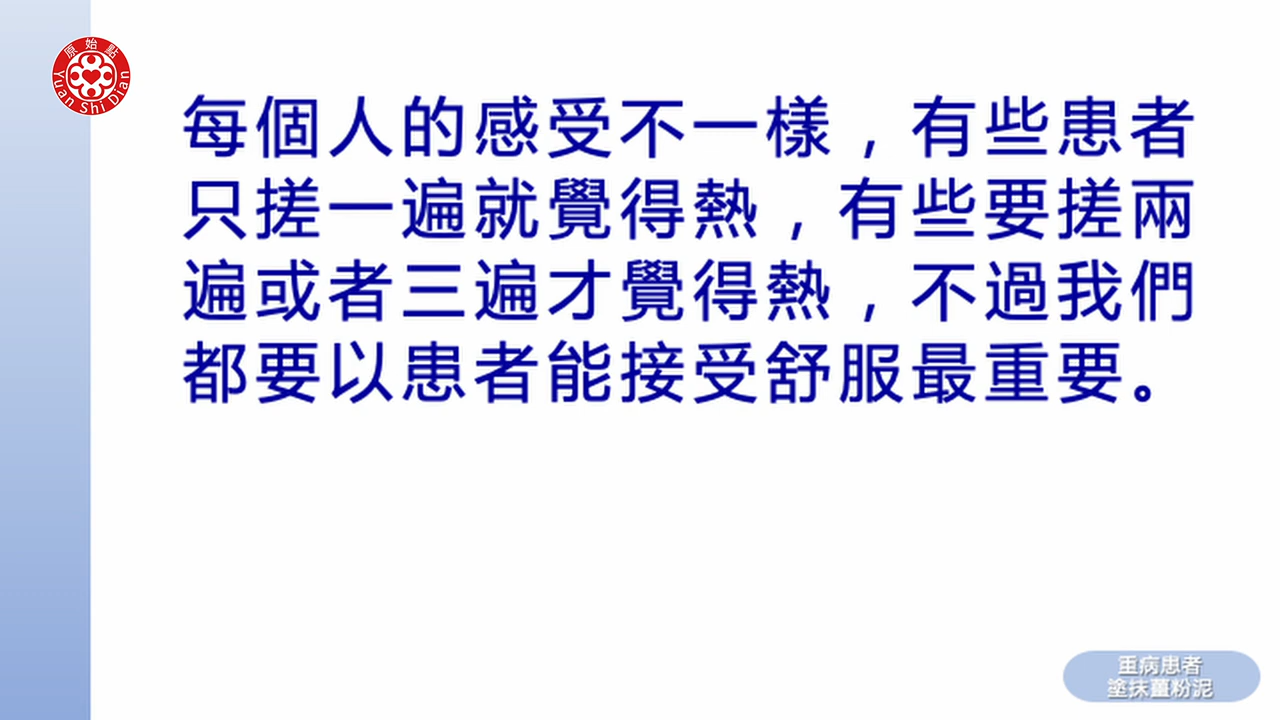 原始點
Yuan Shi Dian
每個人的感受不一樣，有些患者
只搓一遍就覺得熱，有些要搓兩
遍或者三遍才覺得熱，不過我們
都要以患者能接受舒服最重要。
重病患者
塗抹薑粉泥